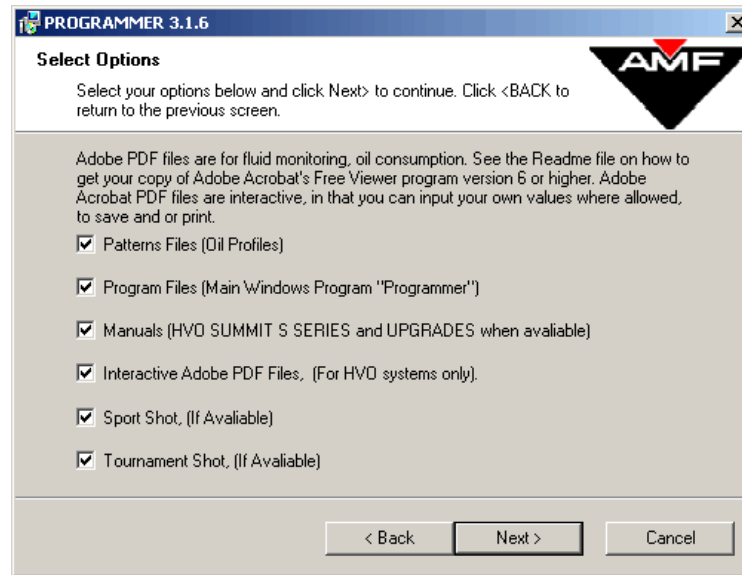 PROGRAMMER 3.1.6
Select Options
AMF
Select your options below and click Next> to continue. Click <BACK to
return to the previous screen.
Adobe PDF files are for fluid monitoring, oil consumption. See the Readme file on how to
get your copy of Adobe Acrobat's Free Viewer program version 6 or higher. Adobe
Acrobat PDF files are interactive, in that you can input your own values where allowed,
to save and or print.
Patterns Files (Oil Profiles)
Program Files (Main Windows Program "Programmer")
Manuals (HVO SUMMIT S SERIES and UPGRADES when avaliable)
Interactive Adobe PDF Files,  (For HVO systems only).
Sport Shot, (If Avaliable)
Tournament Shot, (If Avaliable)
< Back
Next >
Cancel